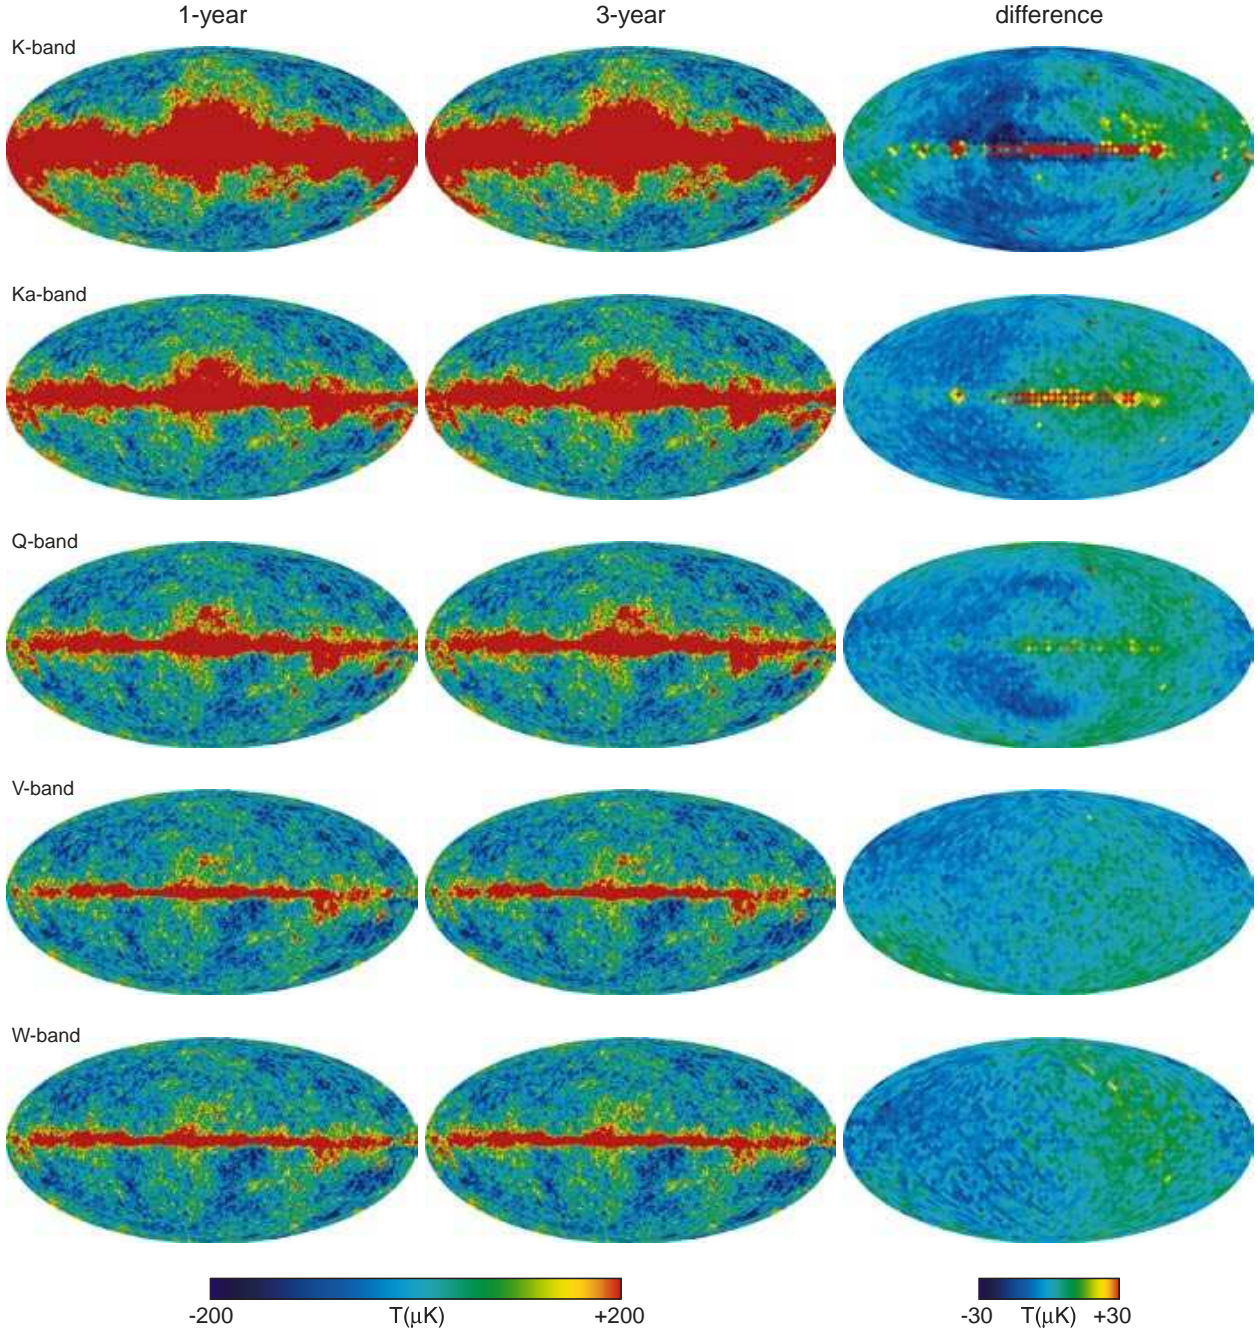 1-year 3-year difference
K-band
Ka-band
Q-band
V-band
W-band
-200 T(μK) +200 -30 T(μK) +30